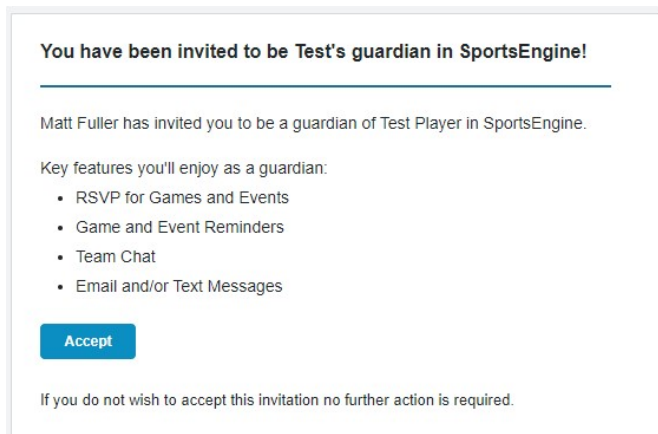 You have been invited to be Test's guardian in SportsEngine!
Matt Fuller has invited you to be a guardian of Test Player in SportsEngine.
Key features you'll enjoy as a guardian:
• RSVP for Games and Events
• Game and Event Reminders
• Team Chat
• Email and/or Text Messages
Accept
If you do not wish to accept this invitation no further action is required.